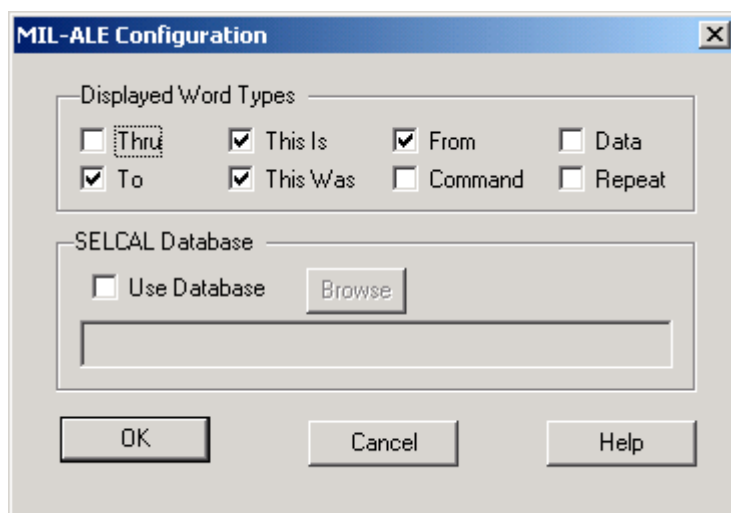 MIL-ALE Configuration
Displayed Word Types
Thru This Is From Data
To This Was Command Repeat
SELCAL Database
Use Database Browse
OK Cancel Help